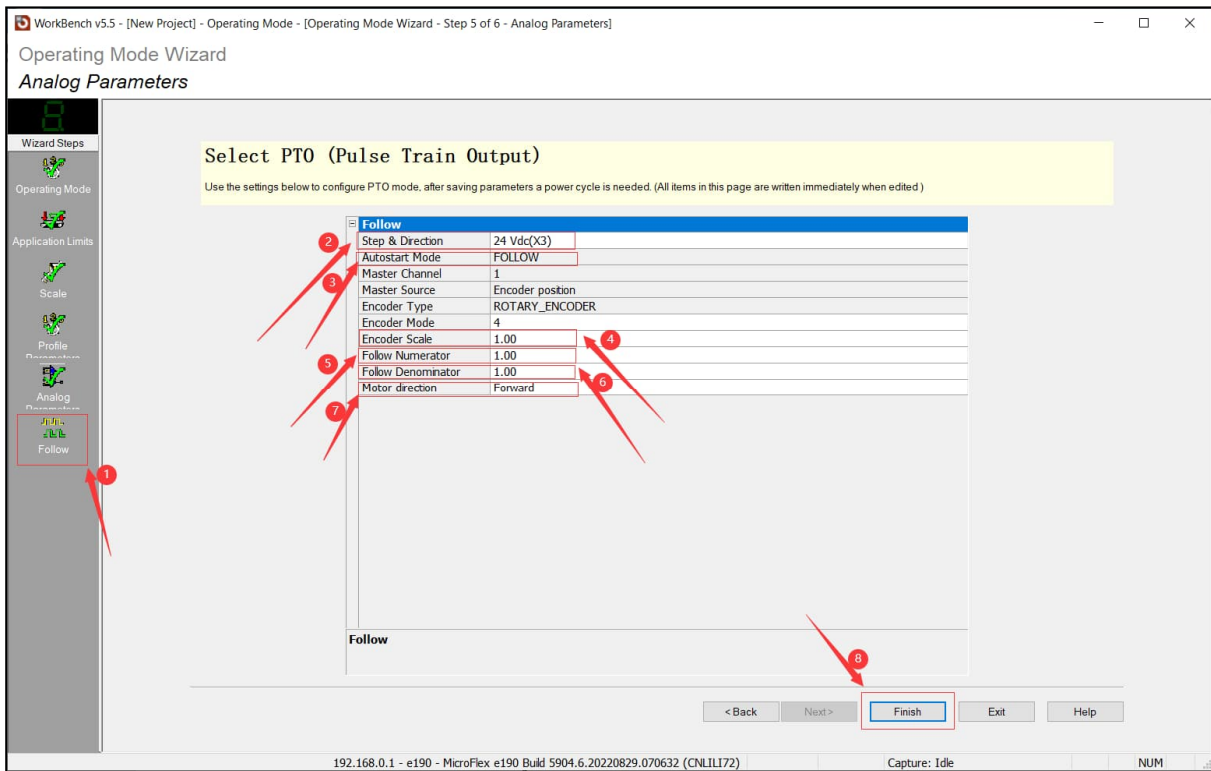 WorkBench v5.5 - [New Project] - Operating Mode - [Operating Mode Wizard - Step 5 of 6 - Analog Parameters]
Operating Mode Wizard
Analog Parameters
Wizard Steps
Operating Mode
Application Limits
Scale
Profile
Parameters
Analog
Parameters
Follow
1
Select PTO (Pulse Train Output)
Use the settings below to configure PTO mode, after saving parameters a power cycle is needed. (All items in this page are written immediately when edited )
Follow
2 Step & Direction 24 Vdc(X3)
Autostart Mode FOLLOW
3 Master Channel 1
Master Source Encoder position
Encoder Type ROTARY_ENCODER
Encoder Mode 4
Encoder Scale 1.00 4
5 Follow Numerator 1.00
Follow Denominator 1.00 6
7 Motor direction Forward
Follow
8
< Back Next> Finish Exit Help
192.168.0.1 - e190 - MicroFlex e190 Build 5904.6.20220829.070632 (CNLILI72) Capture: Idle NUM